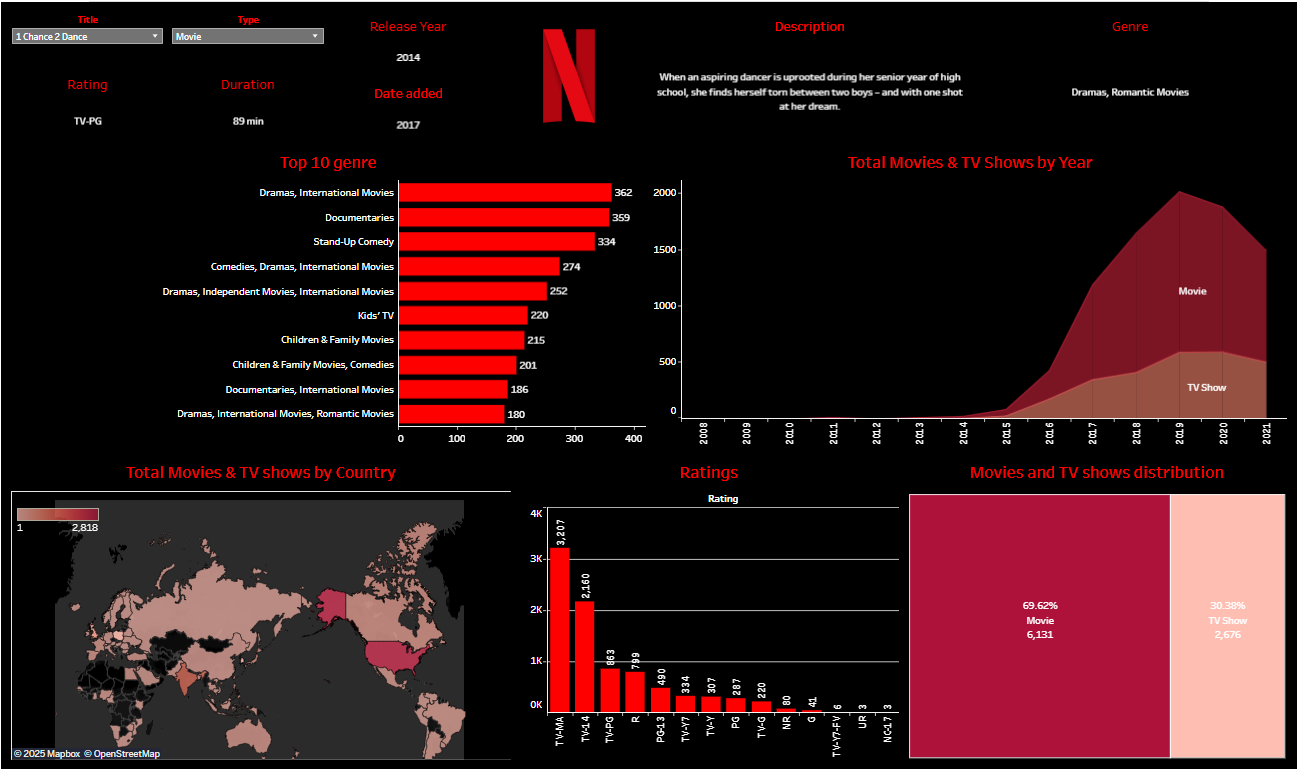 Title
1 Chance 2 Dance
Type
Movie
Release Year
2014
Description
Genre
Rating
TV-PG
Duration
89 min
Date added
2017
When an aspiring dancer is uprooted during her senior year of high
school, she finds herself torn between two boys – and with one shot
at her dream.
Dramas, Romantic Movies
Top 10 genre
Dramas, International Movies 362
Documentaries 359
Stand-Up Comedy 334
Comedies, Dramas, International Movies 274
Dramas, Independent Movies, International Movies 252
Kids' TV 220
Children & Family Movies 215
Children & Family Movies, Comedies 201
Documentaries, International Movies 186
Dramas, International Movies, Romantic Movies 180
0 100 200 300 400
Total Movies & TV Shows by Year
2000
1500
1000
500
0
Movie
TV Show
2008 2009 2010 2011 2012 2013 2014 2015 2016 2017 2018 2019 2020 2021
Total Movies & TV shows by Country
1 2,818
© 2025 Mapbox © OpenStreetMap
Ratings
Rating
4K
3K
2K
1K
0K
3,207 2,160 863 799 490 334 307 287 220 80 41 6 3 3
TV-MA TV-14 TV-PG R PG-13 TV-Y7 TV-Y PG TV-G NR G TV-Y7-FV UR NC-17
Movies and TV shows distribution
69.62%
Movie
6,131
30.38%
TV Show
2,676